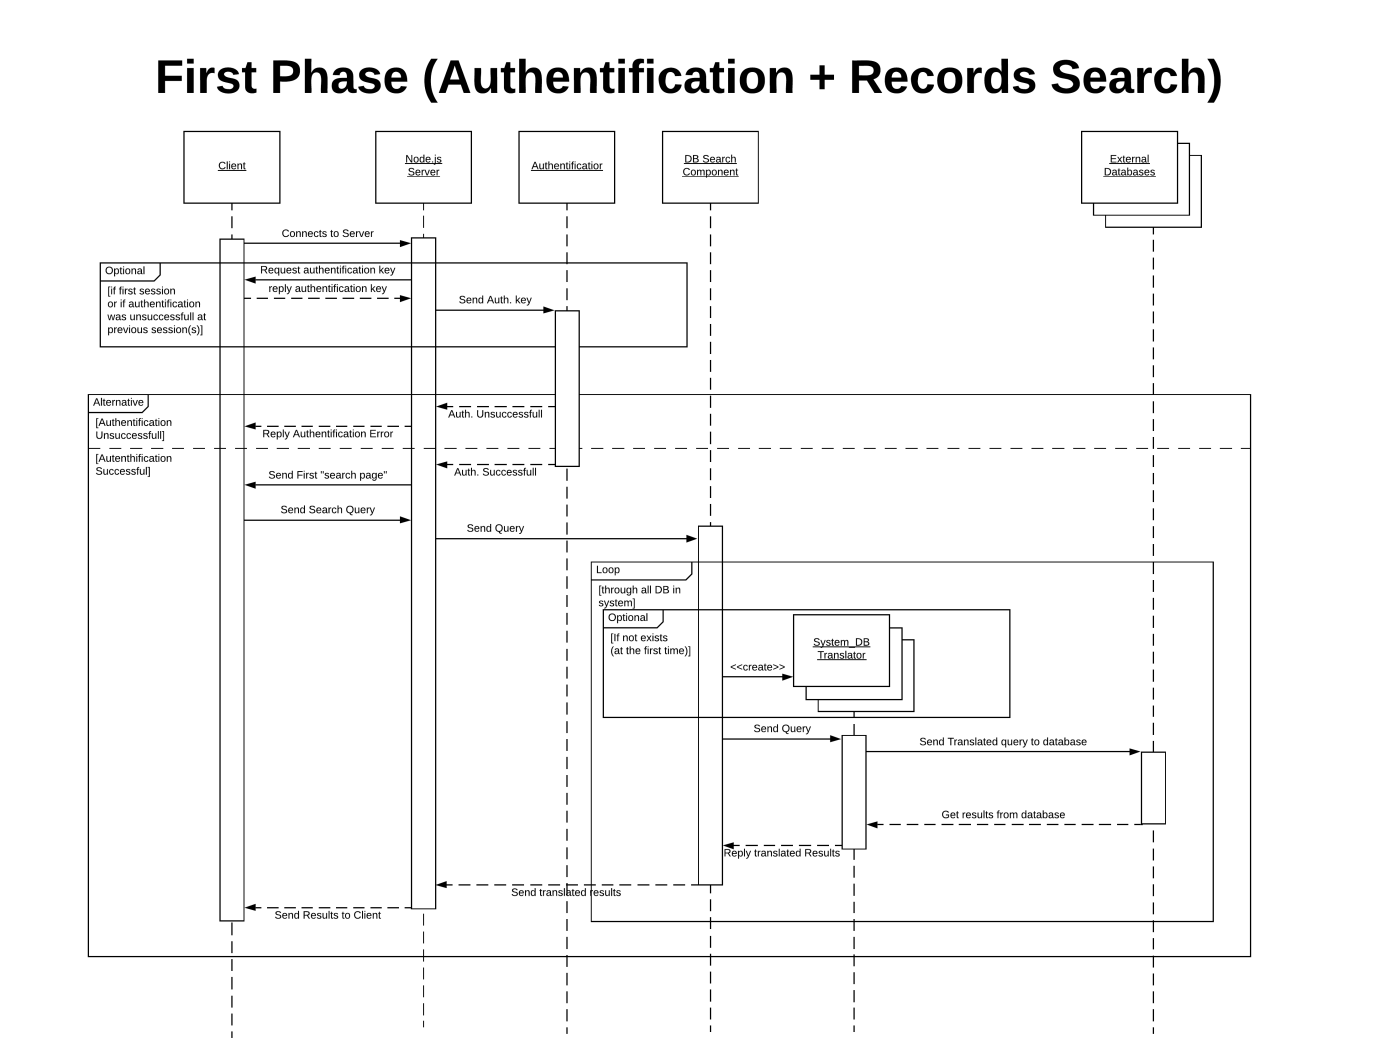 First Phase (Authentification + Records Search)
Client
Node.js
Server
Authentificatior
DB Search
Component
External
Databases
Connects to Server
Optional
Request authentification key
[if first session
or if authentification
was unsuccessfull at
previous session(s)]
reply authentification key
Send Auth. key
Alternative
[Authentification
Unsuccessfull]
Auth. Unsuccessfull
Reply Authentification Error
[Autenthification
Successful]
Auth. Successfull
Send First "search page"
Send Search Query
Send Query
Loop
[through all DB in
system]
Optional
[If not exists
(at the first time)]
System_DB
Translator
<<create>>
Send Query
Send Translated query to database
Get results from database
Reply translated Results
Send translated results
Send Results to Client